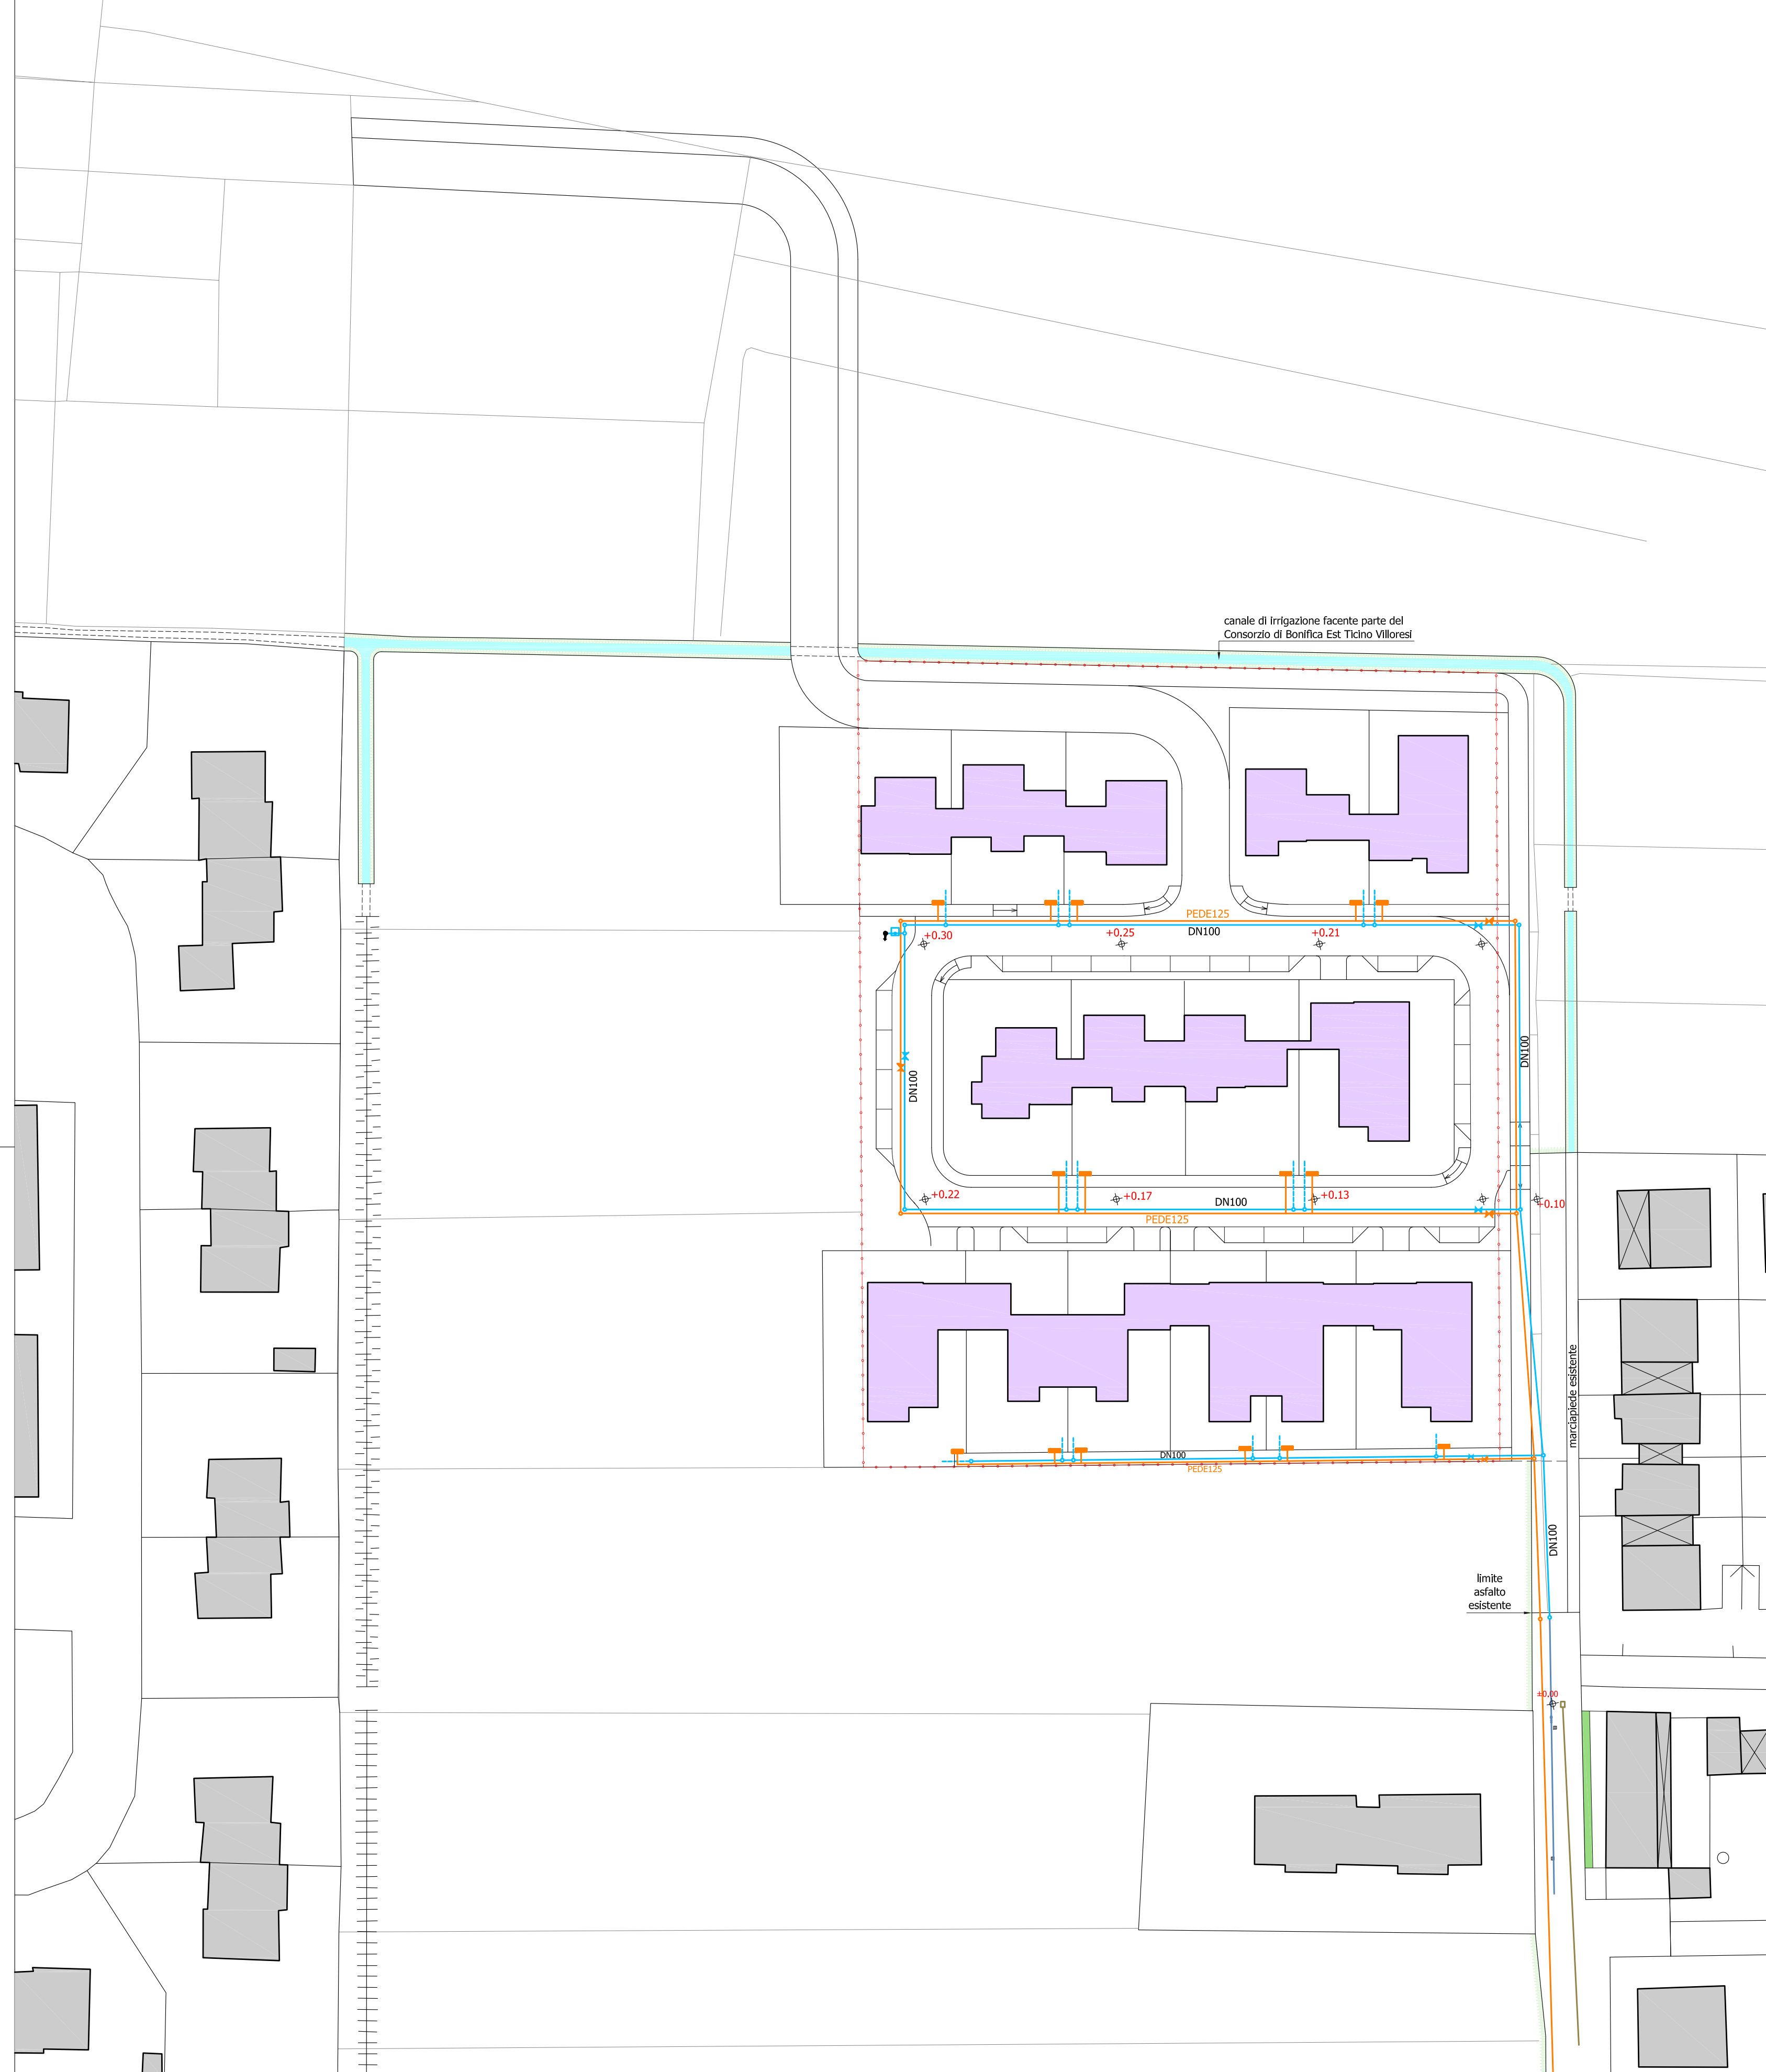 canale di irrigazione facente parte del
Consorzio di Bonifica Est Ticino Villoresi
PEDE125
DN100
+0.30
+0.25
+0.21
DN100
DN100
+0.22
+0.17
DN100
+0.13
+0.10
PEDE125
marciapiede esistente
DN100
PEDE125
DN100
limite
asfalto
esistente
±0.00